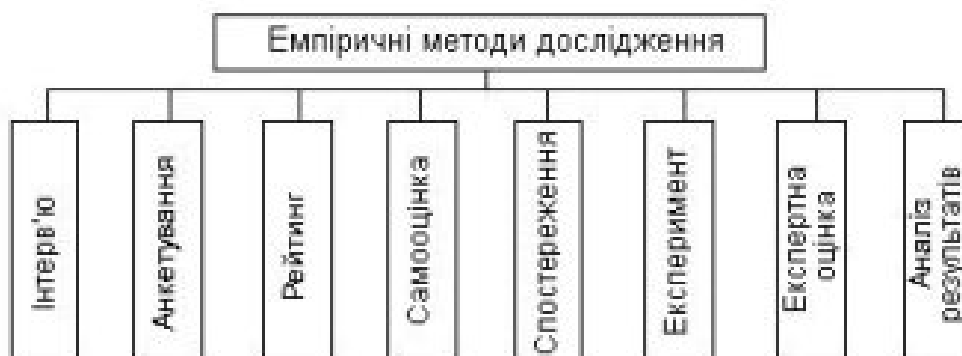 Емпіричні методи дослідження
Інтерв'ю
Анкетування
Рейтинг
Самооцінка
Спостереження
Експеримент
Експертна
оцінка
Аналіз
результатів